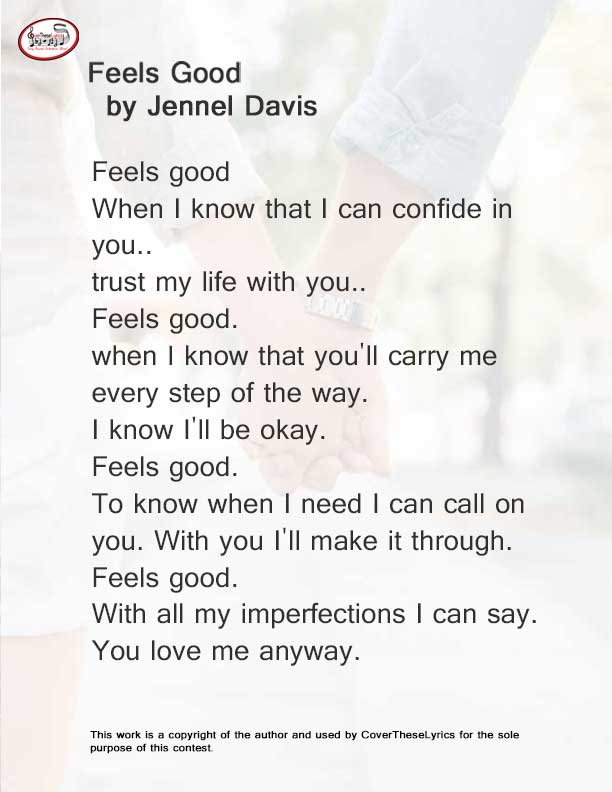 CoverTheseLyrics
Feels Good
by Jennel Davis
Feels good
When I know that I can confide in
you..
trust my life with you..
Feels good.
when I know that you'll carry me
every step of the way.
I know I'll be okay.
Feels good.
To know when I need I can call on
you. With you I'll make it through.
Feels good.
With all my imperfections I can say.
You love me anyway.
This work is a copyright of the author and used by CoverTheseLyrics for the sole
purpose of this contest.